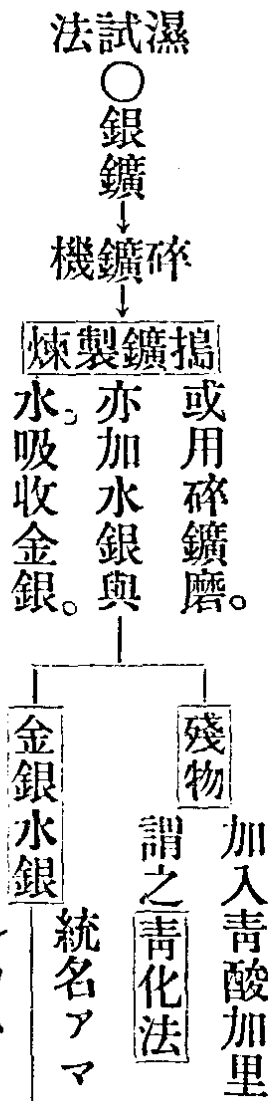 濕試法
○
銀鑛
↓
碎鑛機
↓
搗鑛製煉
或用碎鑛磨。
亦加水銀與
水。吸收金銀。
殘物
加入靑酸加里
謂之靑化法
金銀水銀
統名アマ